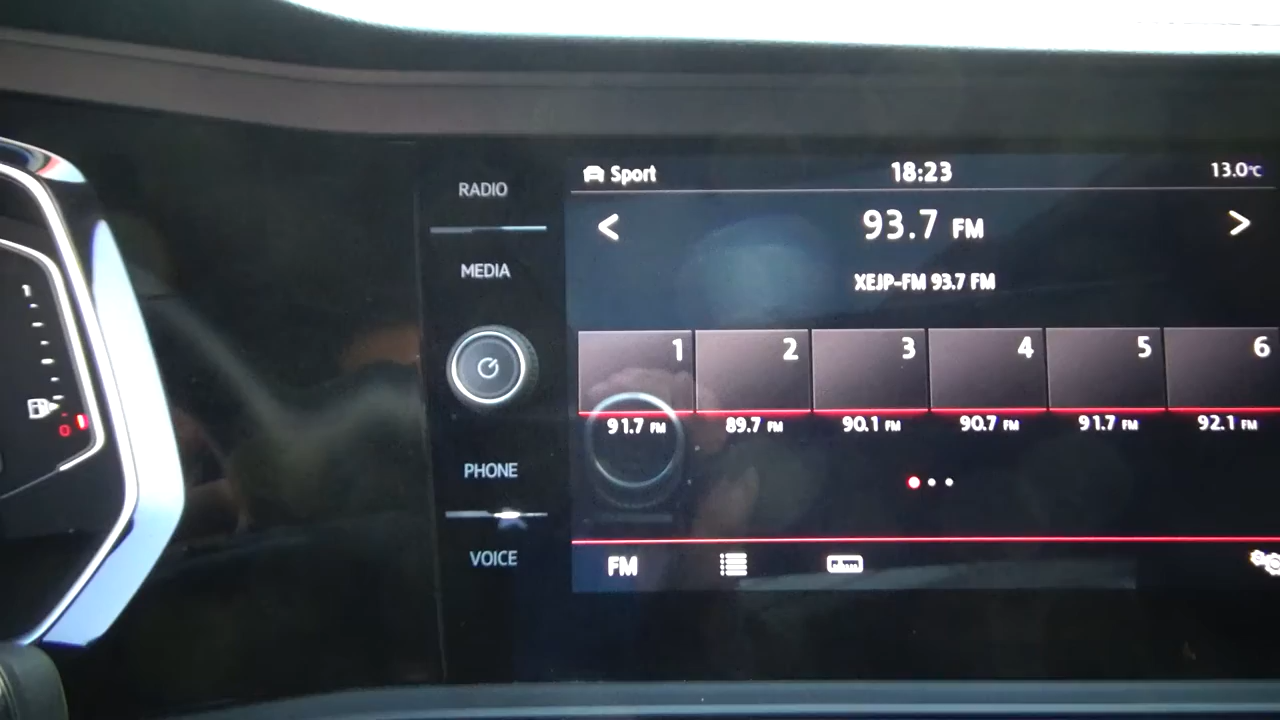 RADIO
MEDIA
PHONE
VOICE
Sport 18:23 13.0°C
< 93.7 FM >
XEJP-FM 93.7 FM
1 2 3 4 5 6
91.7 FM 89.7 FM 90.1 FM 90.7 FM 91.7 FM 92.1 FM
FM
1
0